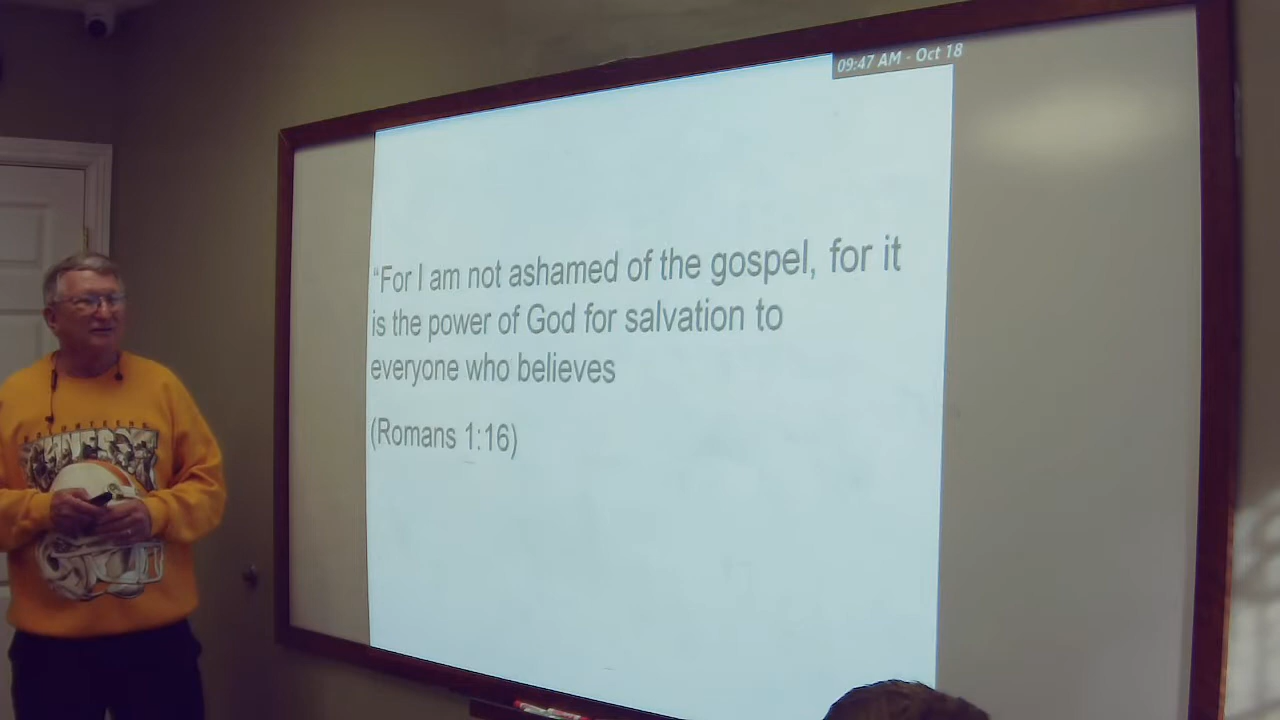 09:47 AM - Oct 18
“For I am not ashamed of the gospel, for it
is the power of God for salvation to
everyone who believes
(Romans 1:16)